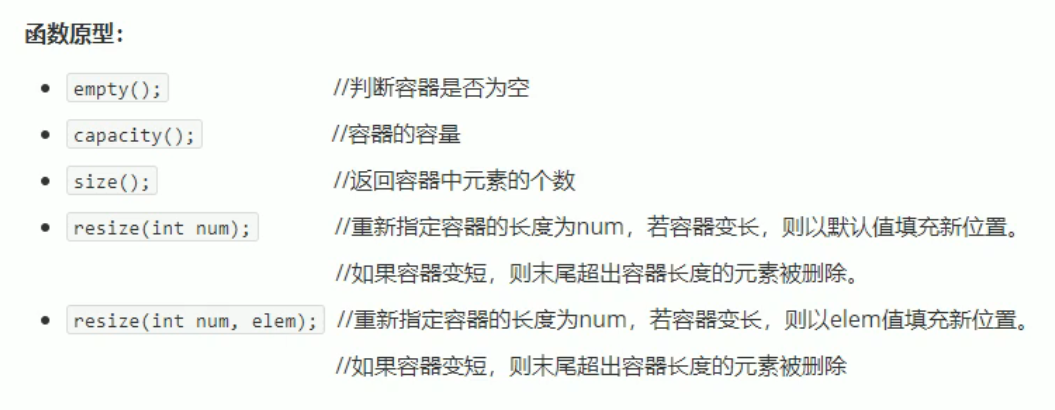 函数原型：
empty(); //判断容器是否为空
capacity(); //容器的容量
size(); //返回容器中元素的个数
resize(int num); //重新指定容器的长度为num，若容器变长，则以默认值填充新位置。
//如果容器变短，则末尾超出容器长度的元素被删除。
resize(int num, elem); //重新指定容器的长度为num，若容器变长，则以elem值填充新位置。
//如果容器变短，则末尾超出容器长度的元素被删除